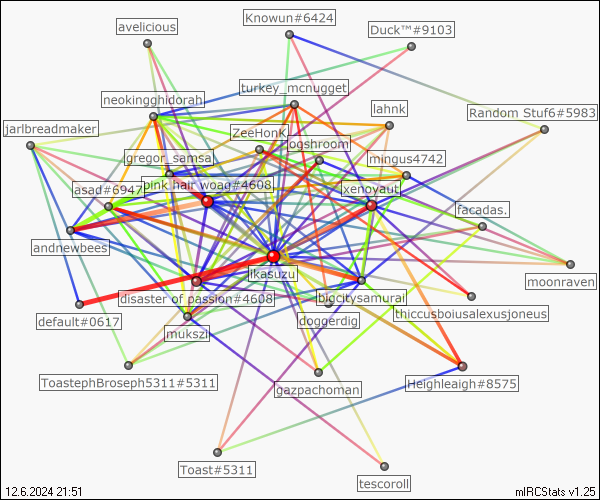 Knowun#6424
avelicious
Duck™#9103
turkey_mcnugget
neokingghidorah
lahnk
Random Stuf6#5983
jarlbreadmaker
ZeeHonk
ogshroom
gregor_samsa
mingus4742
pink hair woag#4608
asad#6947
xenoyaut
facadas.
andnewbees
ikasuzu
moonraven
disaster of passion#4608
bigcitysamurai
default#0617
doggerdig
thiccusboiusalexusjoneus
mukszi
ToastephBroseph5311#5311
gazpachoman
Heighleaigh#8575
Toast#5311
tescoroll
12.6.2024 21:51
mIRCStats v1.25